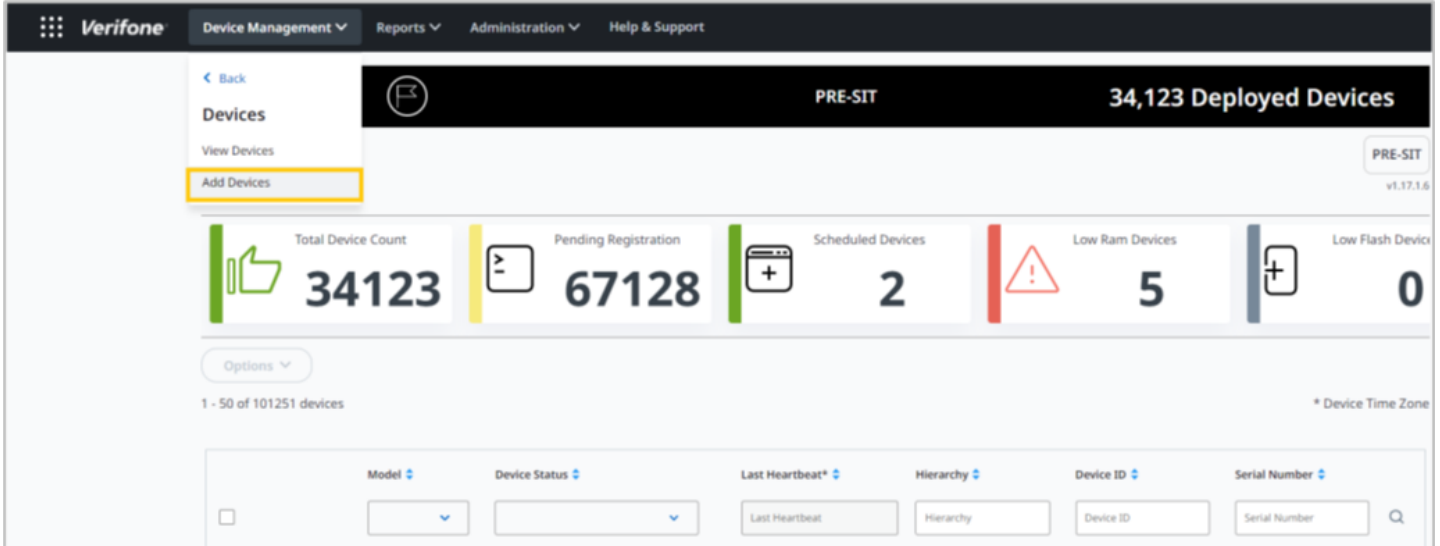 Verifone Device Management Reports Administration Help & Support
Back
PRE-SIT 34,123 Deployed Devices
Devices
View Devices
PRE-SIT
Add Devices
v1.17.1.6
Total Device Count Pending Registration Scheduled Devices Low Ram Devices Low Flash Device
34123 67128 2 5 0
Options
1 - 50 of 101251 devices * Device Time Zone
Model Device Status Last Heartbeat* Hierarchy Device ID Serial Number
Last Heartbeat Hierarchy Device ID Serial Number